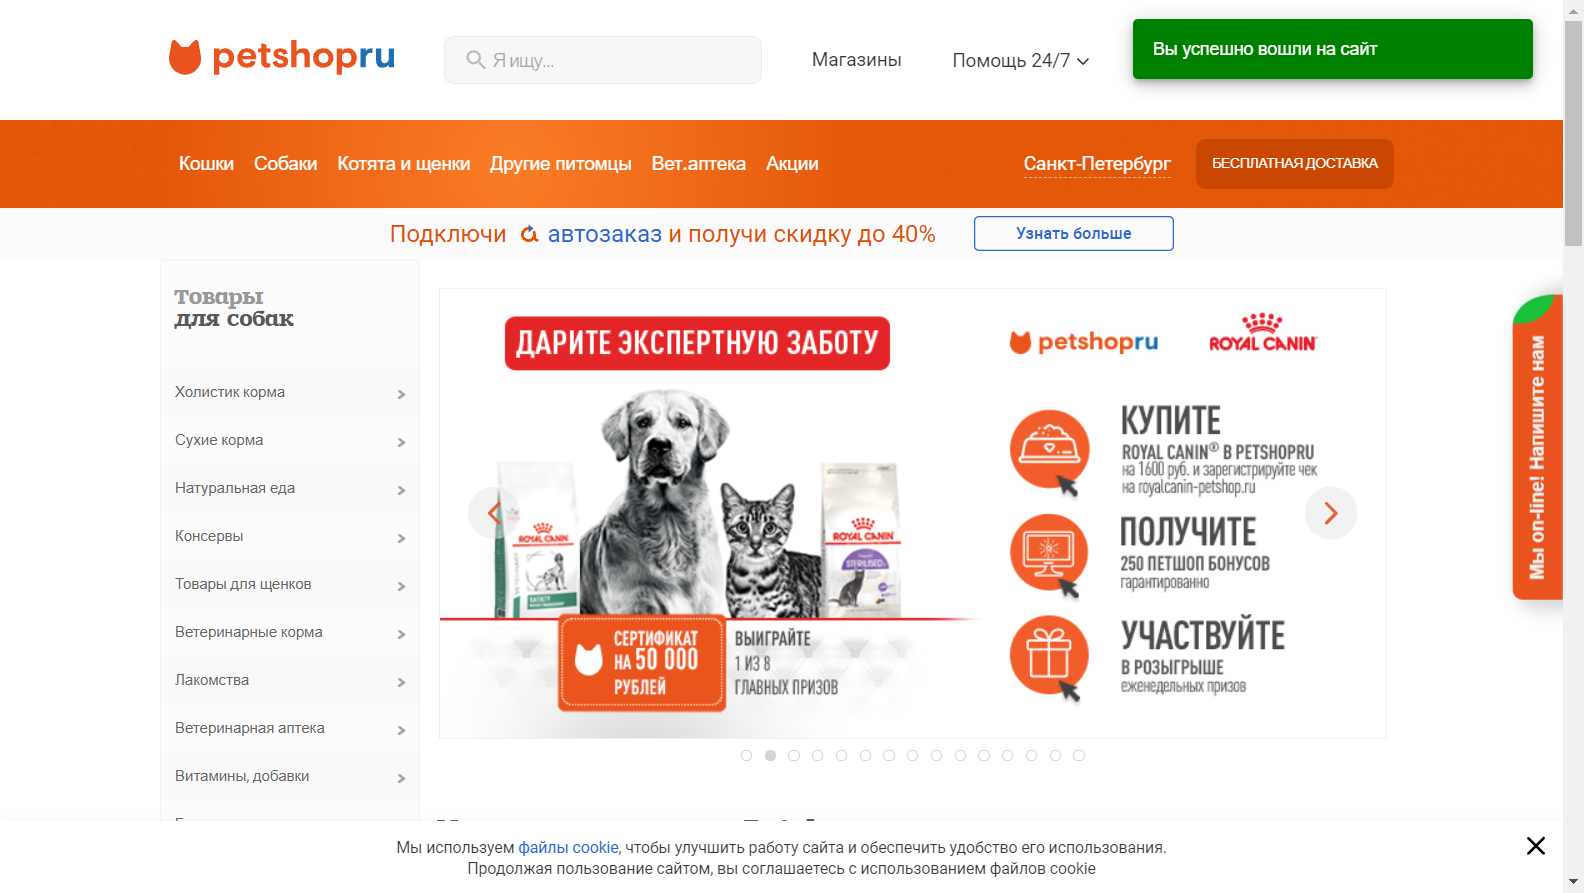 petshopru
Я ищу...
Магазины
Помощь 24/7
Вы успешно вошли на сайт
Кошки
Собаки
Котята и щенки
Другие питомцы
Вет.аптека
Акции
Санкт-Петербург
БЕСПЛАТНАЯ ДОСТАВКА
Подключи автозаказ и получи скидку до 40%
Узнать больше
Товары
для собак
Холистик корма
Сухие корма
Натуральная еда
Консервы
Товары для щенков
Ветеринарные корма
Лакомства
Ветеринарная аптека
Витамины, добавки
ДАРИТЕ ЭКСПЕРТНУЮ ЗАБОТУ
petshopru
ROYAL CANIN
КУПИТЕ
ROYAL CANIN® В PETSHOPRU
на 1600 руб. и зарегистрируйте чек
на royalcanin-petshop.ru
ПОЛУЧИТЕ
250 ПЕТШОП БОНУСОВ
гарантированно
УЧАСТВУЙТЕ
В РОЗЫГРЫШЕ
еженедельных призов
ROYAL CANIN
SATIETY
ROYAL CANIN
STERILISED
СЕРТИФИКАТ
НА 50 000
РУБЛЕЙ
ВЫИГРАЙТЕ
1 ИЗ 8
ГЛАВНЫХ ПРИЗОВ
Мы on-line! Напишите нам
Мы используем файлы cookie, чтобы улучшить работу сайта и обеспечить удобство его использования.
Продолжая пользование сайтом, вы соглашаетесь с использованием файлов cookie